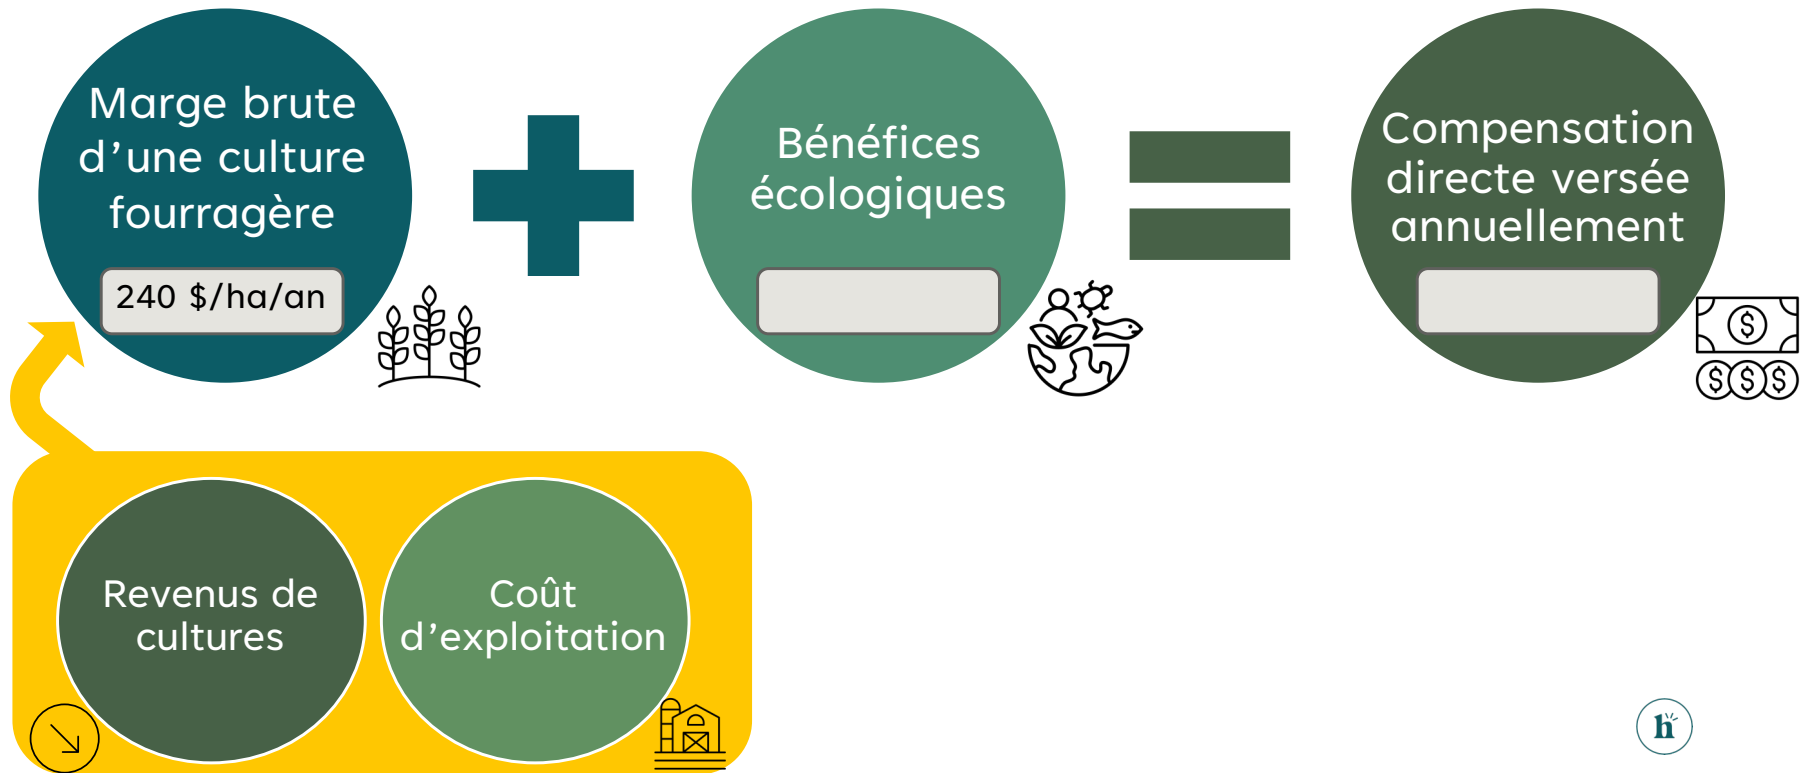 Marge brute
d’une culture
fourragère
240 $/ha/an
Bénéfices
écologiques
Compensation
directe versée
annuellement
$
$ $ $
Revenus de
cultures
Coût
d’exploitation
h